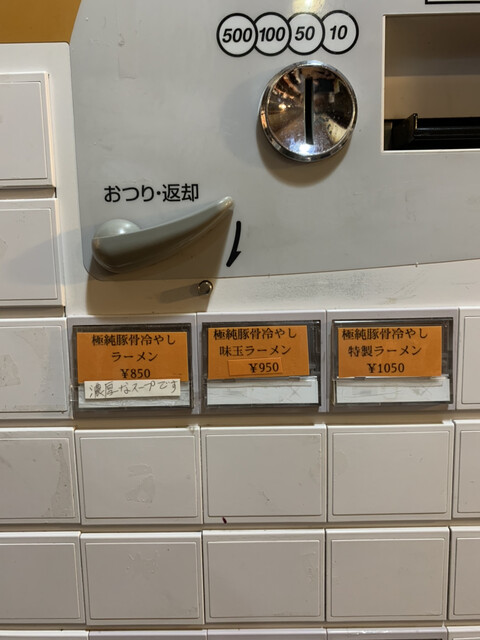 500 100 50 10
おつり・返却
極純豚骨冷やし
ラーメン
¥850
濃厚なスープです
極純豚骨冷やし
味玉ラーメン
¥950
極純豚骨冷やし
特製ラーメン
¥1050